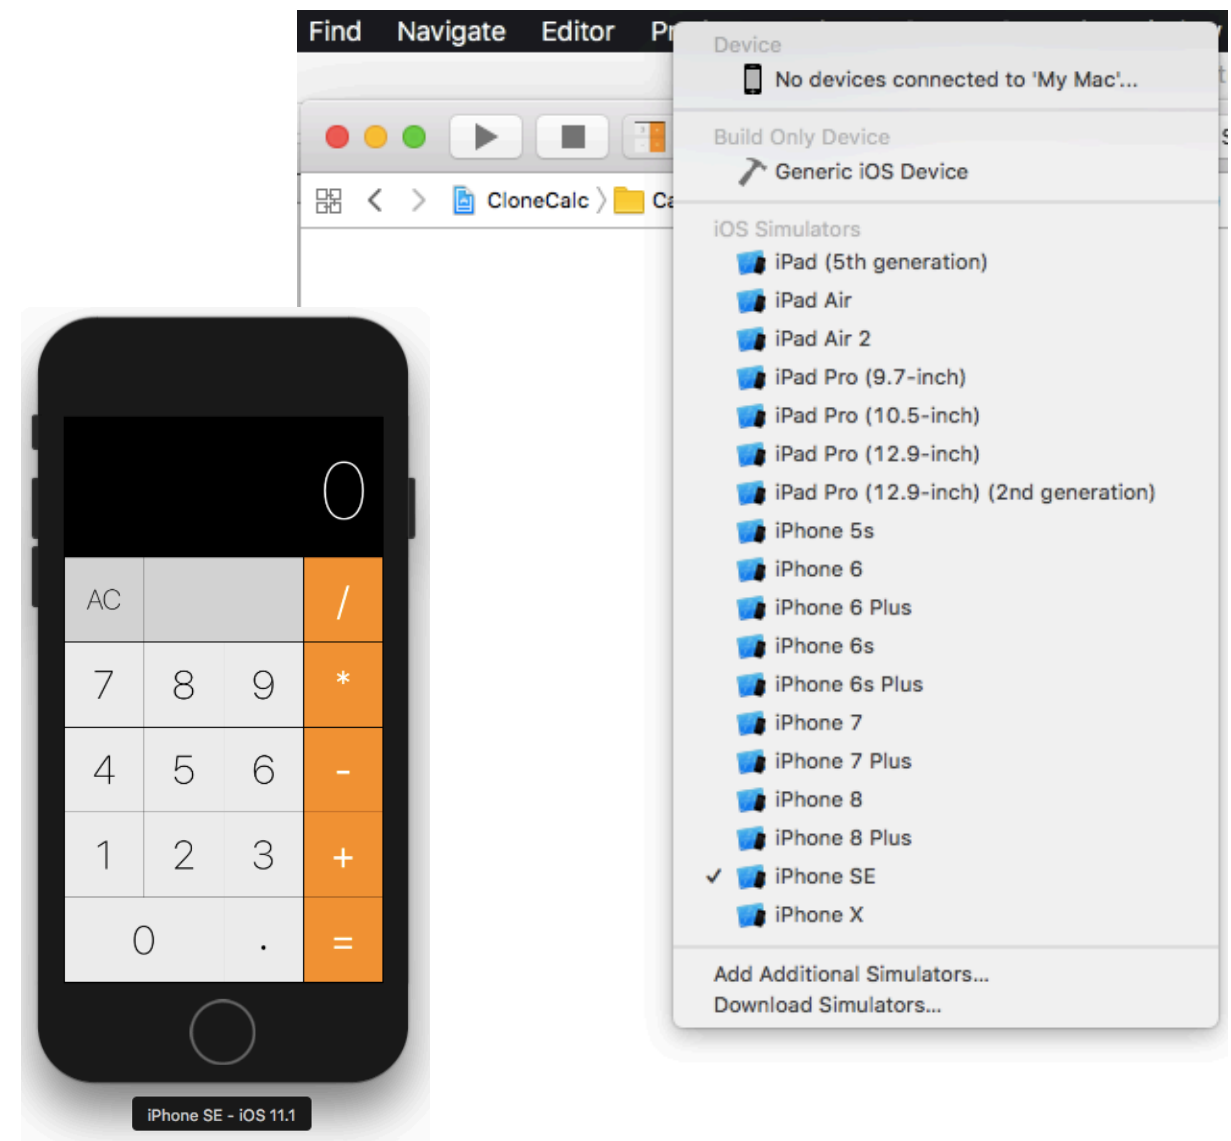 Find Navigate Editor
Device
No devices connected to 'My Mac'...
Build Only Device
Generic iOS Device
CloneCalc
iOS Simulators
iPad (5th generation)
iPad Air
iPad Air 2
iPad Pro (9.7-inch)
iPad Pro (10.5-inch)
iPad Pro (12.9-inch)
iPad Pro (12.9-inch) (2nd generation)
iPhone 5s
iPhone 6
iPhone 6 Plus
iPhone 6s
iPhone 6s Plus
iPhone 7
iPhone 7 Plus
iPhone 8
iPhone 8 Plus
✓ iPhone SE
iPhone X
Add Additional Simulators...
Download Simulators...
0
AC /
7 8 9 *
4 5 6 -
1 2 3 +
0 . =
iPhone SE - iOS 11.1